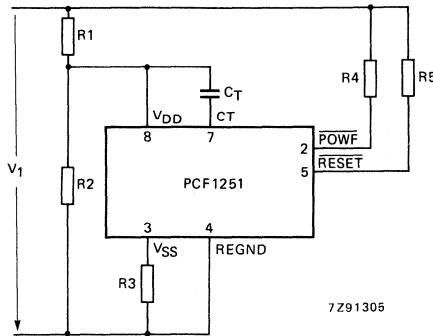 R1
R4
R5
CT
VDD
CT
8
7
POWF
2
RESET
5
V1
R2
PCF1251
3
4
VSS
REGND
R3
7Z91305